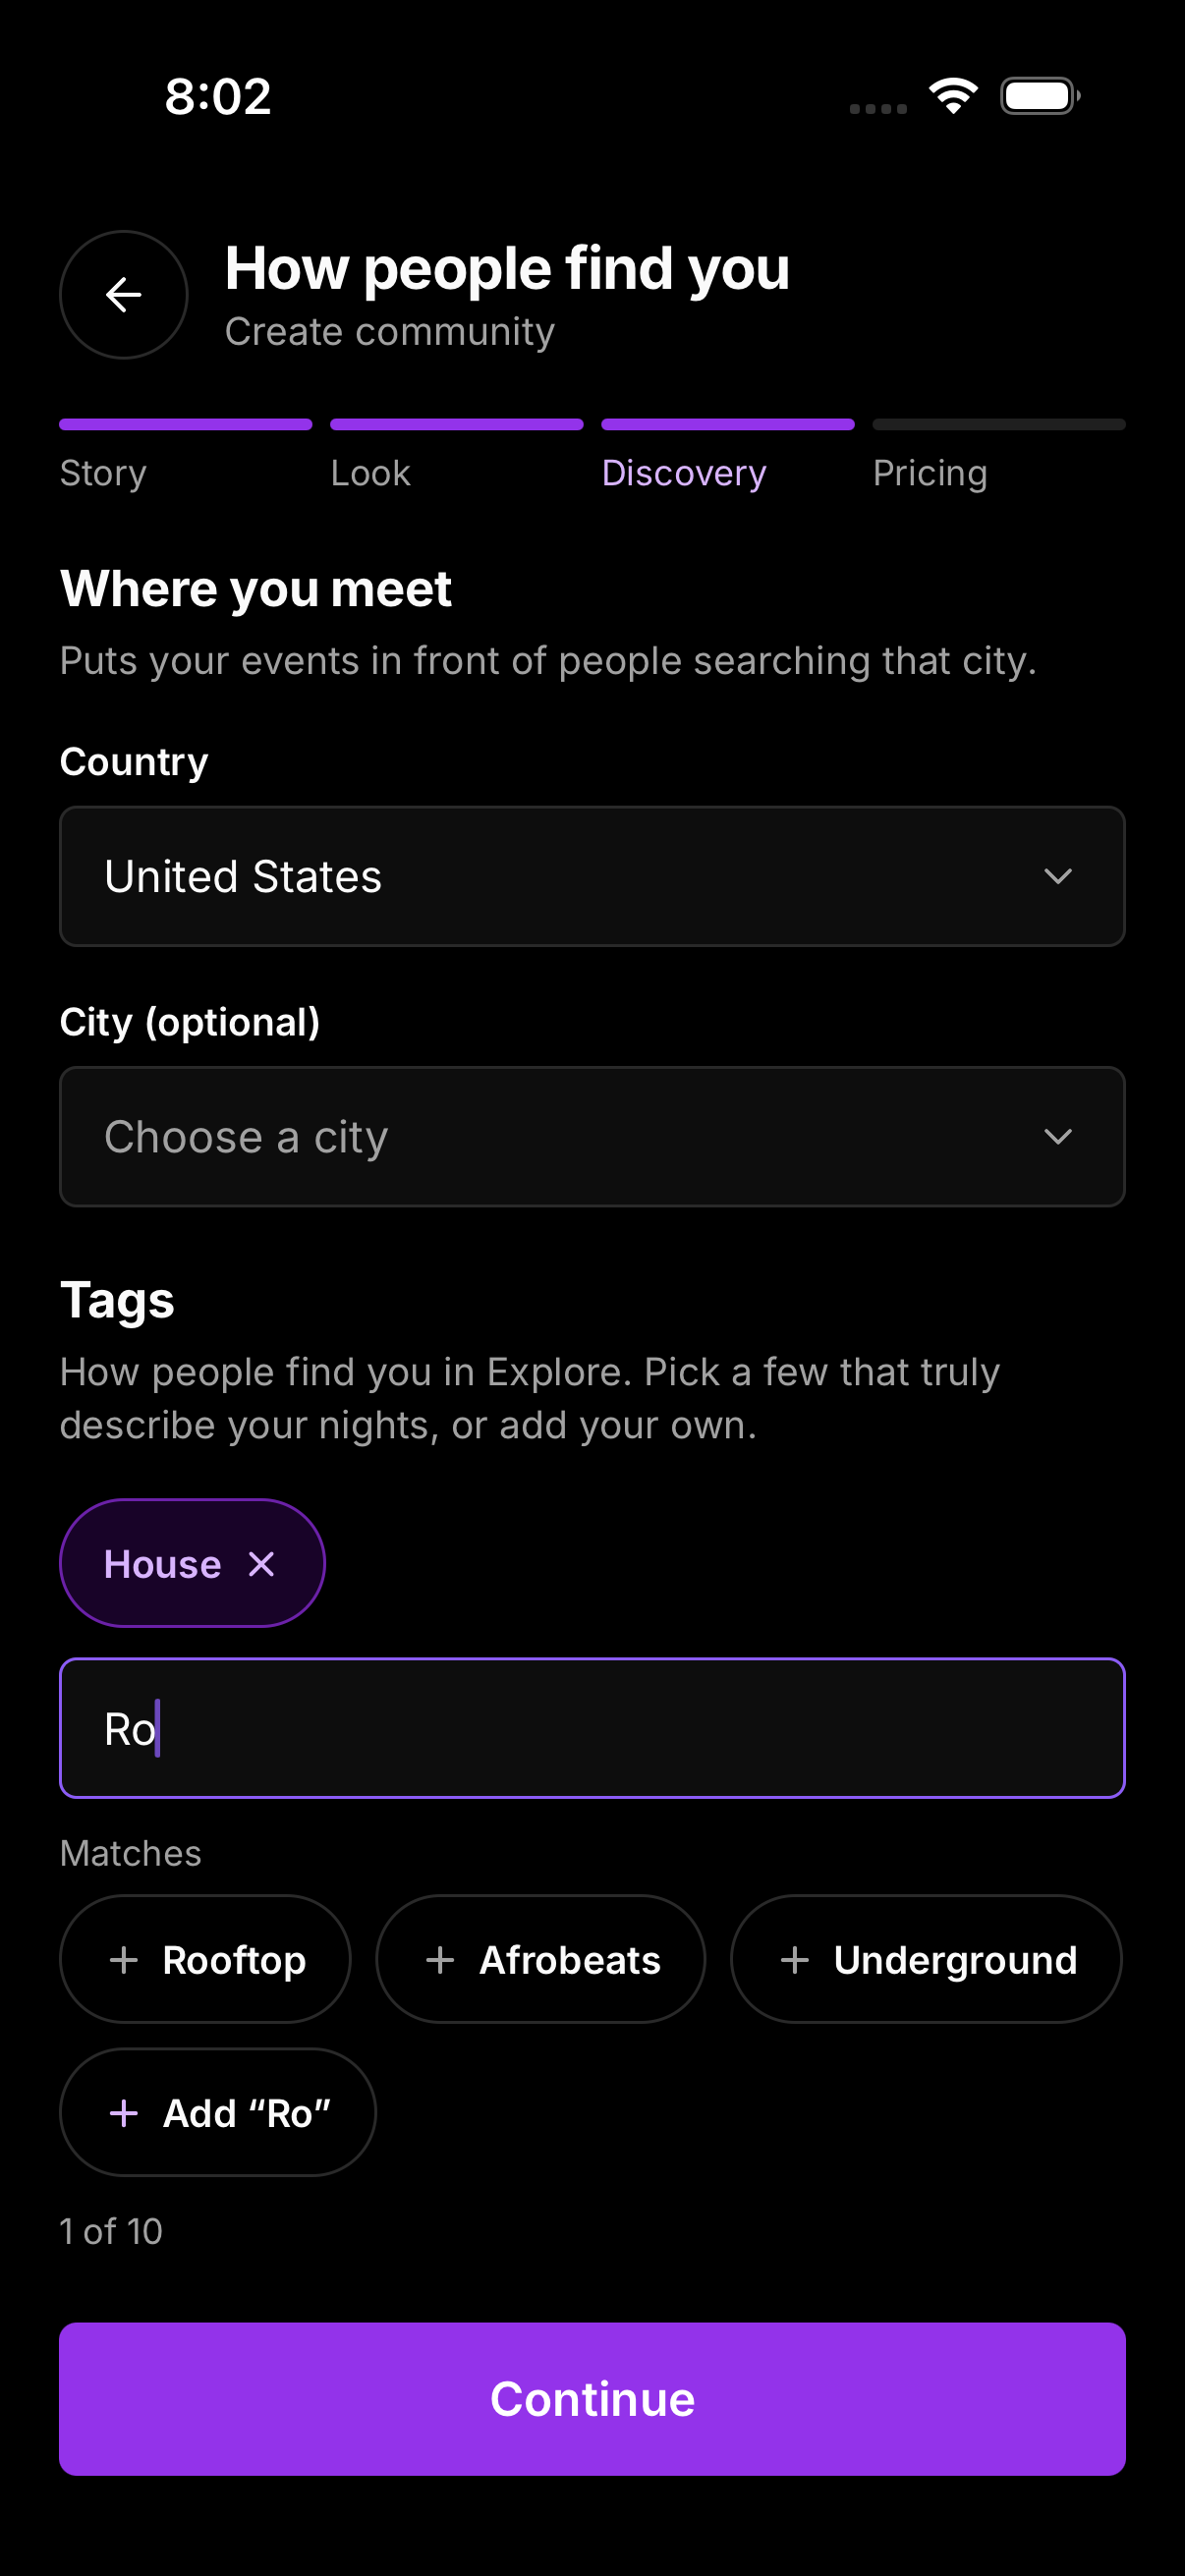 8:02
How people find you
Create community
Story
Look
Discovery
Pricing
Where you meet
Puts your events in front of people searching that city.
Country
United States
City (optional)
Choose a city
Tags
How people find you in Explore. Pick a few that truly
describe your nights, or add your own.
House
Ro
Matches
Rooftop
Afrobeats
Underground
Add “Ro”
1 of 10
Continue